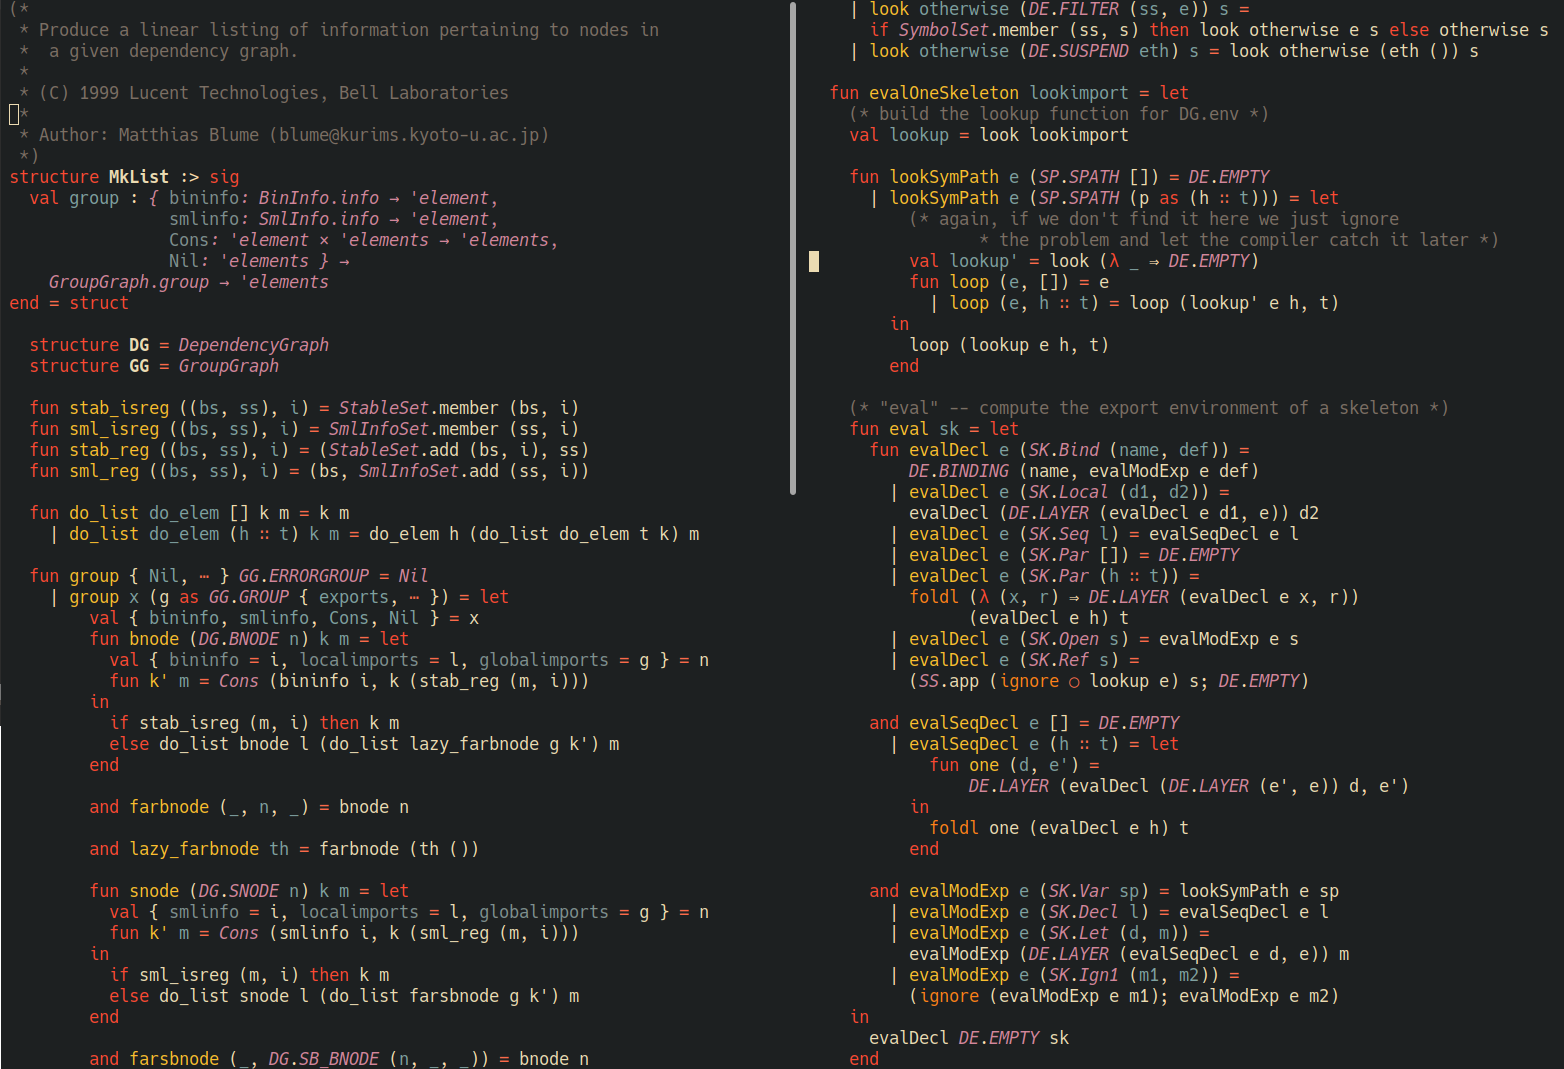 (*
 * Produce a linear listing of information pertaining to nodes in
 *  a given dependency graph.
 *
 * (C) 1999 Lucent Technologies, Bell Laboratories
 *
 * Author: Matthias Blume (blume@kurims.kyoto-u.ac.jp)
 *)
structure MkList :> sig
  val group : { bininfo: BinInfo.info → 'element,
                smlinfo: SmlInfo.info → 'element,
                Cons: 'element × 'elements → 'elements,
                Nil: 'elements } →
    GroupGraph.group → 'elements
end = struct

  structure DG = DependencyGraph
  structure GG = GroupGraph

  fun stab_isreg ((bs, ss), i) = StableSet.member (bs, i)
  fun sml_isreg ((bs, ss), i) = SmlInfoSet.member (ss, i)
  fun stab_reg ((bs, ss), i) = (StableSet.add (bs, i), ss)
  fun sml_reg ((bs, ss), i) = (bs, SmlInfoSet.add (ss, i))

  fun do_list do_elem [] k m = k m
    | do_list do_elem (h ∷ t) k m = do_elem h (do_list do_elem t k) m

  fun group { Nil, ⋯ } GG.ERRORGROUP = Nil
    | group x (g as GG.GROUP { exports, ⋯ }) = let
        val { bininfo, smlinfo, Cons, Nil } = x
        fun bnode (DG.BNODE n) k m = let
          val { bininfo = i, localimports = l, globalimports = g } = n
          fun k' m = Cons (bininfo i, k (stab_reg (m, i)))
        in
          if stab_isreg (m, i) then k m
          else do_list bnode l (do_list lazy_farbnode g k') m
        end

        and farbnode (_, n, _) = bnode n

        and lazy_farbnode th = farbnode (th ())

        fun snode (DG.SNODE n) k m = let
          val { smlinfo = i, localimports = l, globalimports = g } = n
          fun k' m = Cons (smlinfo i, k (sml_reg (m, i)))
        in
          if sml_isreg (m, i) then k m
          else do_list snode l (do_list farsbnode g k') m
        end

        and farsbnode (_, DG.SB_BNODE (n, _, _)) = bnode n
  | look otherwise (DE.FILTER (ss, e)) s =
    if SymbolSet.member (ss, s) then look otherwise e s else otherwise s
  | look otherwise (DE.SUSPEND eth) s = look otherwise (eth ()) s

fun evalOneSkeleton lookimport = let
  (* build the lookup function for DG.env *)
  val lookup = look lookimport

  fun lookSymPath e (SP.SPATH []) = DE.EMPTY
    | lookSymPath e (SP.SPATH (p as (h ∷ t))) = let
        (* again, if we don't find it here we just ignore
               * the problem and let the compiler catch it later *)
        val lookup' = look (λ _ ⇒ DE.EMPTY)
        fun loop (e, []) = e
          | loop (e, h ∷ t) = loop (lookup' e h, t)
      in
        loop (lookup e h, t)
      end

  (* "eval" -- compute the export environment of a skeleton *)
  fun eval sk = let
    fun evalDecl e (SK.Bind (name, def)) =
        DE.BINDING (name, evalModExp e def)
      | evalDecl e (SK.Local (d1, d2)) =
        evalDecl (DE.LAYER (evalDecl e d1, e)) d2
      | evalDecl e (SK.Seq l) = evalSeqDecl e l
      | evalDecl e (SK.Par []) = DE.EMPTY
      | evalDecl e (SK.Par (h ∷ t)) =
        foldl (λ (x, r) ⇒ DE.LAYER (evalDecl e x, r))
              (evalDecl e h) t
      | evalDecl e (SK.Open s) = evalModExp e s
      | evalDecl e (SK.Ref s) =
        (SS.app (ignore ○ lookup e) s; DE.EMPTY)

    and evalSeqDecl e [] = DE.EMPTY
      | evalSeqDecl e (h ∷ t) = let
          fun one (d, e') =
              DE.LAYER (evalDecl (DE.LAYER (e', e)) d, e')
        in
          foldl one (evalDecl e h) t
        end

    and evalModExp e (SK.Var sp) = lookSymPath e sp
      | evalModExp e (SK.Decl l) = evalSeqDecl e l
      | evalModExp e (SK.Let (d, m)) =
        evalModExp (DE.LAYER (evalSeqDecl e d, e)) m
      | evalModExp e (SK.Ign1 (m1, m2)) =
        (ignore (evalModExp e m1); evalModExp e m2)
  in
    evalDecl DE.EMPTY sk
  end